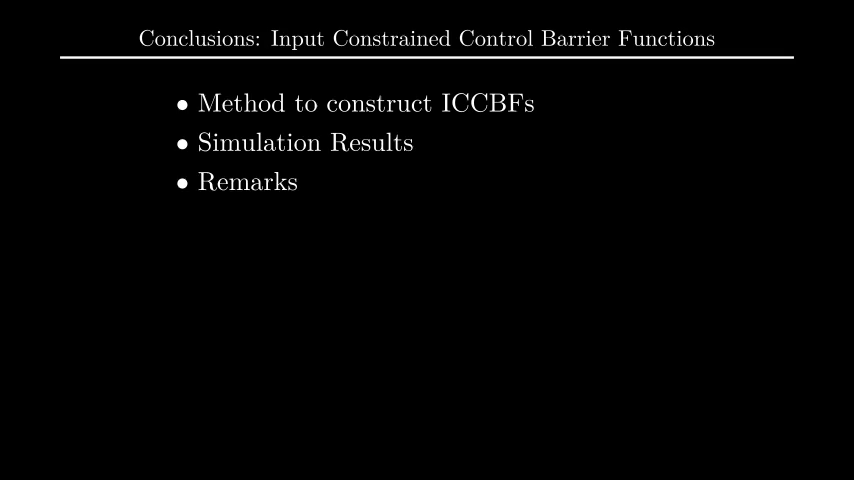 Conclusions: Input Constrained Control Barrier Functions
• Method to construct ICCBFs
• Simulation Results
• Remarks